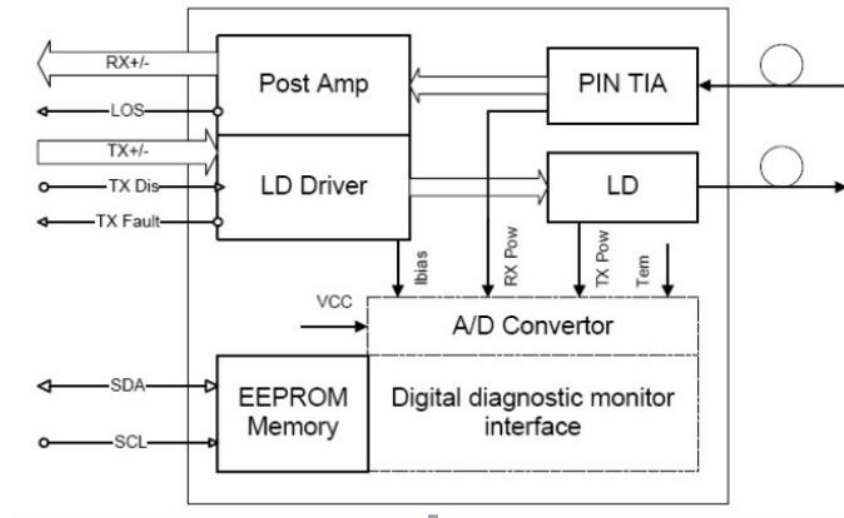 RX+/-
Post Amp
PIN TIA
LOS
TX+/-
TX Dis
LD Driver
LD
TX Fault
Ibias
RX Pow
TX Pow
Tem
VCC
A/D Convertor
SDA
EEPROM
Memory
Digital diagnostic monitor
interface
SCL